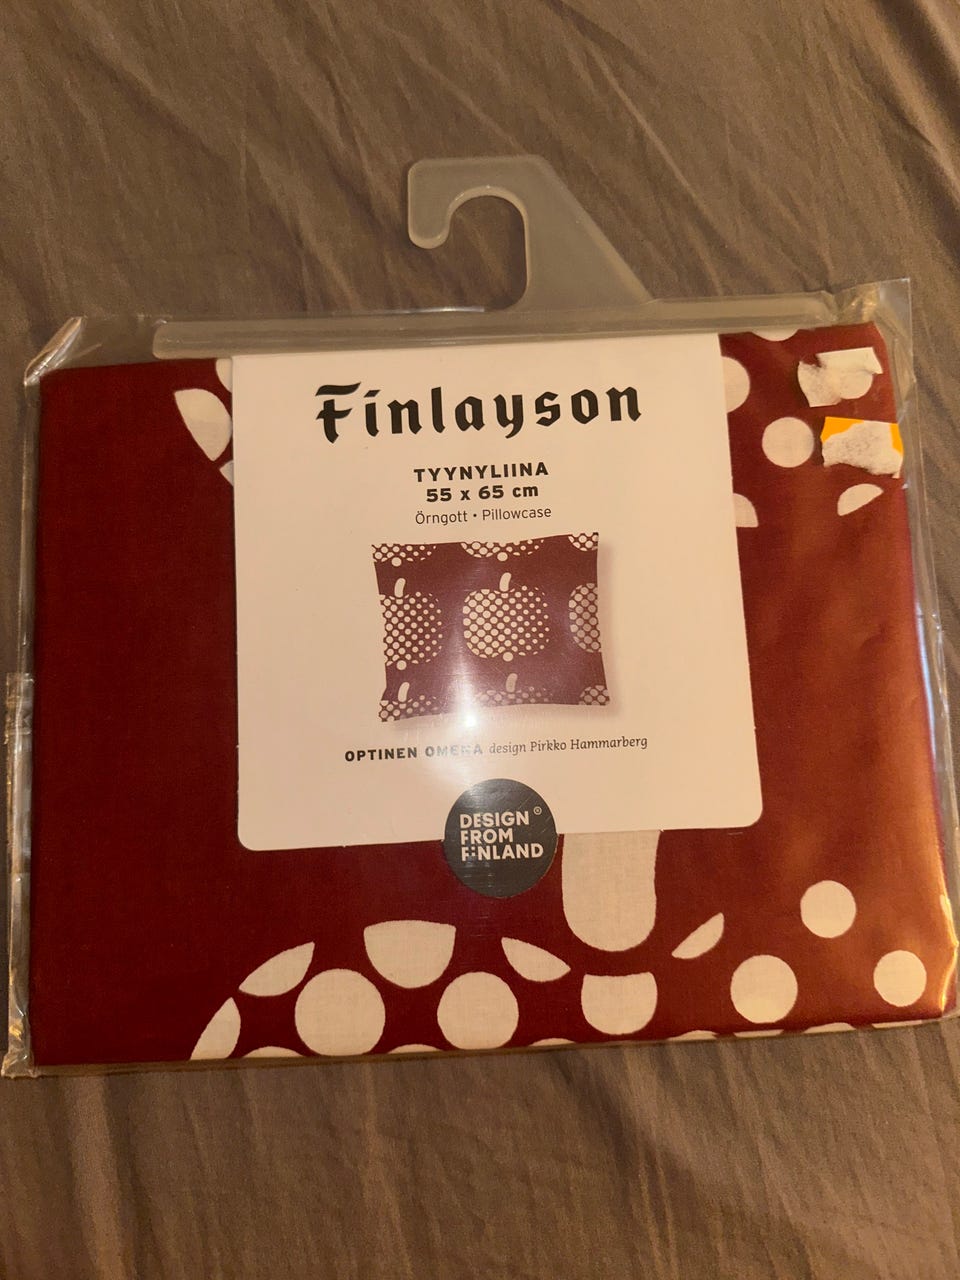 Finlayson
TYYNYLIINA
55 x 65 cm
Örngott • Pillowcase
OPTINEN OMENA design Pirkko Hammarberg
DESIGN ®
FROM
FINLAND